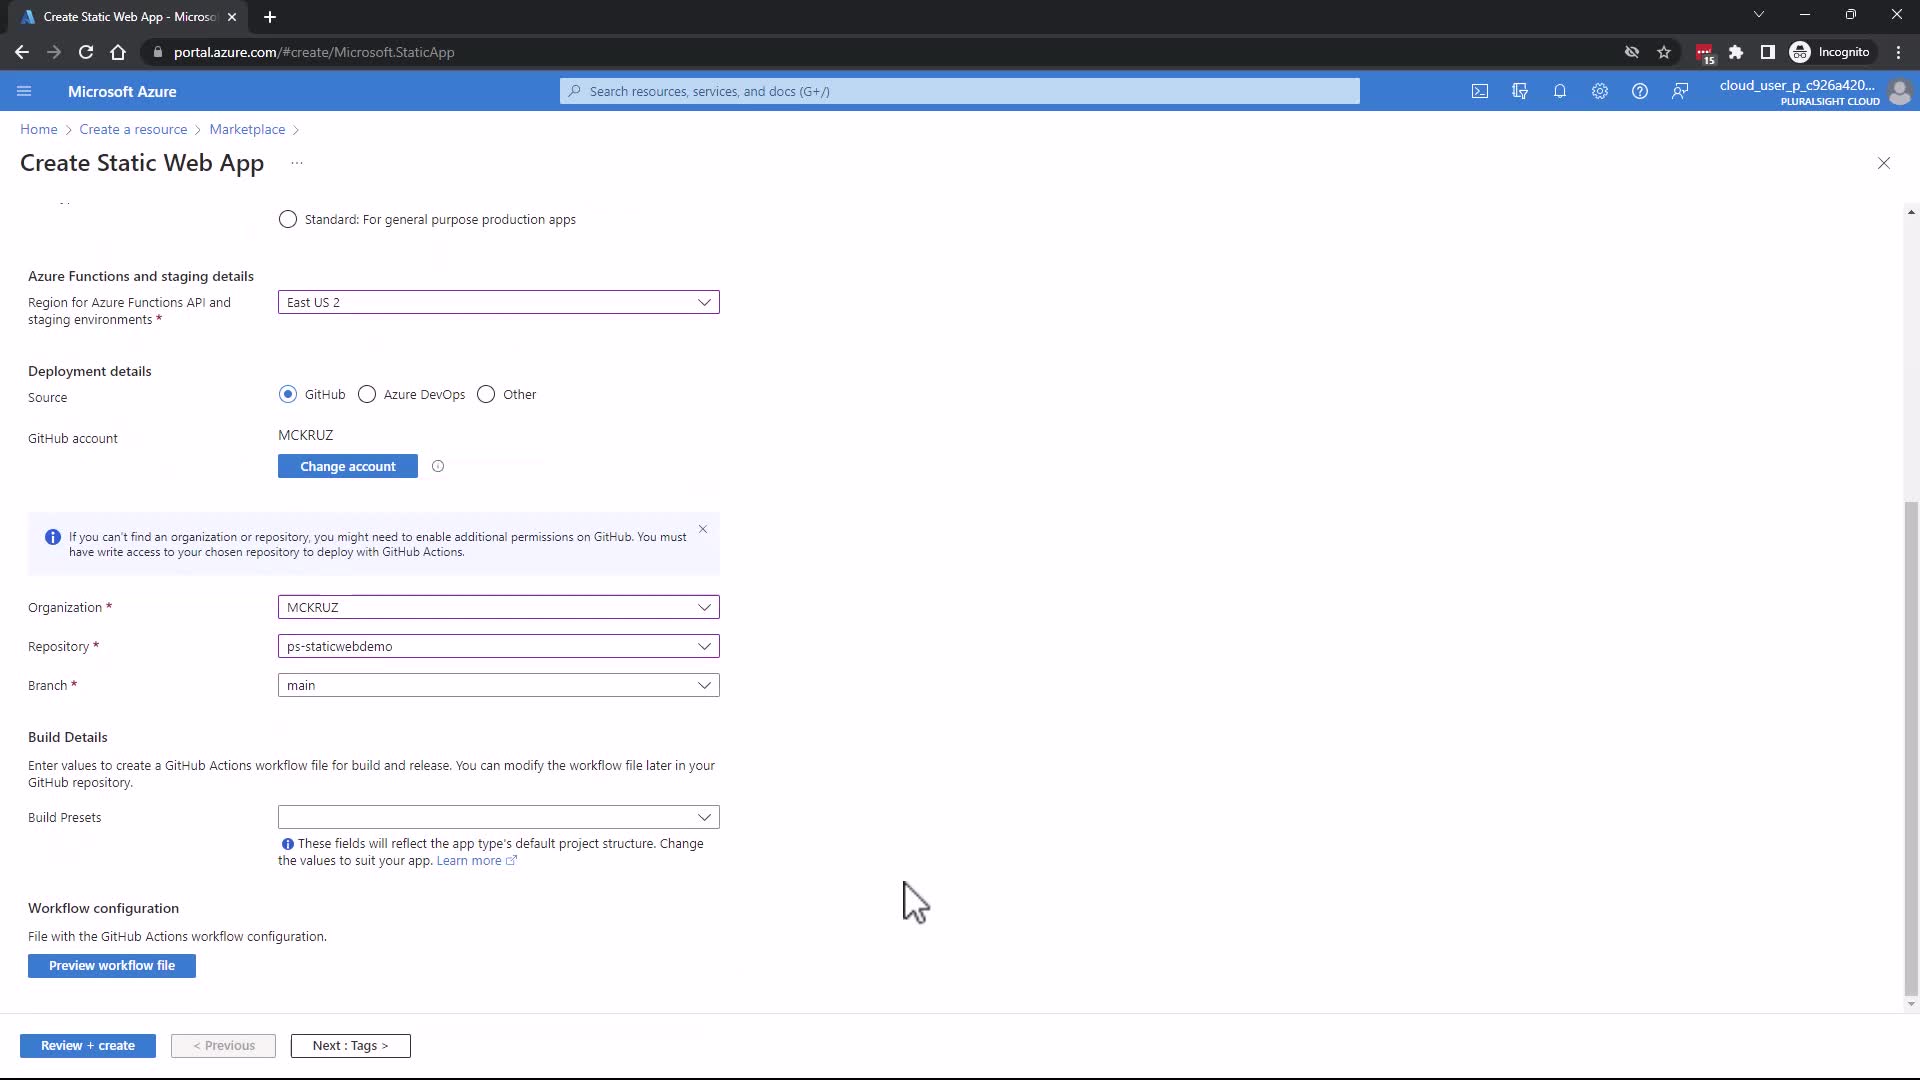 Create Static Web App - Microso
portal.azure.com/#create/Microsoft.StaticApp
15
Incognito
Microsoft Azure
Search resources, services, and docs (G+/)
cloud_user_p_c926a420...
PLURALSIGHT CLOUD
Home > Create a resource > Marketplace >
Create Static Web App ...
Standard: For general purpose production apps
Azure Functions and staging details
Region for Azure Functions API and
staging environments *
East US 2
Deployment details
Source
GitHub
Azure DevOps
Other
GitHub account
MCKRUZ
Change account
If you can't find an organization or repository, you might need to enable additional permissions on GitHub. You must
have write access to your chosen repository to deploy with GitHub Actions.
Organization *
MCKRUZ
Repository *
ps-staticwebdemo
Branch *
main
Build Details
Enter values to create a GitHub Actions workflow file for build and release. You can modify the workflow file later in your
GitHub repository.
Build Presets
These fields will reflect the app type's default project structure. Change
the values to suit your app. Learn more
Workflow configuration
File with the GitHub Actions workflow configuration.
Preview workflow file
Review + create
< Previous
Next : Tags >